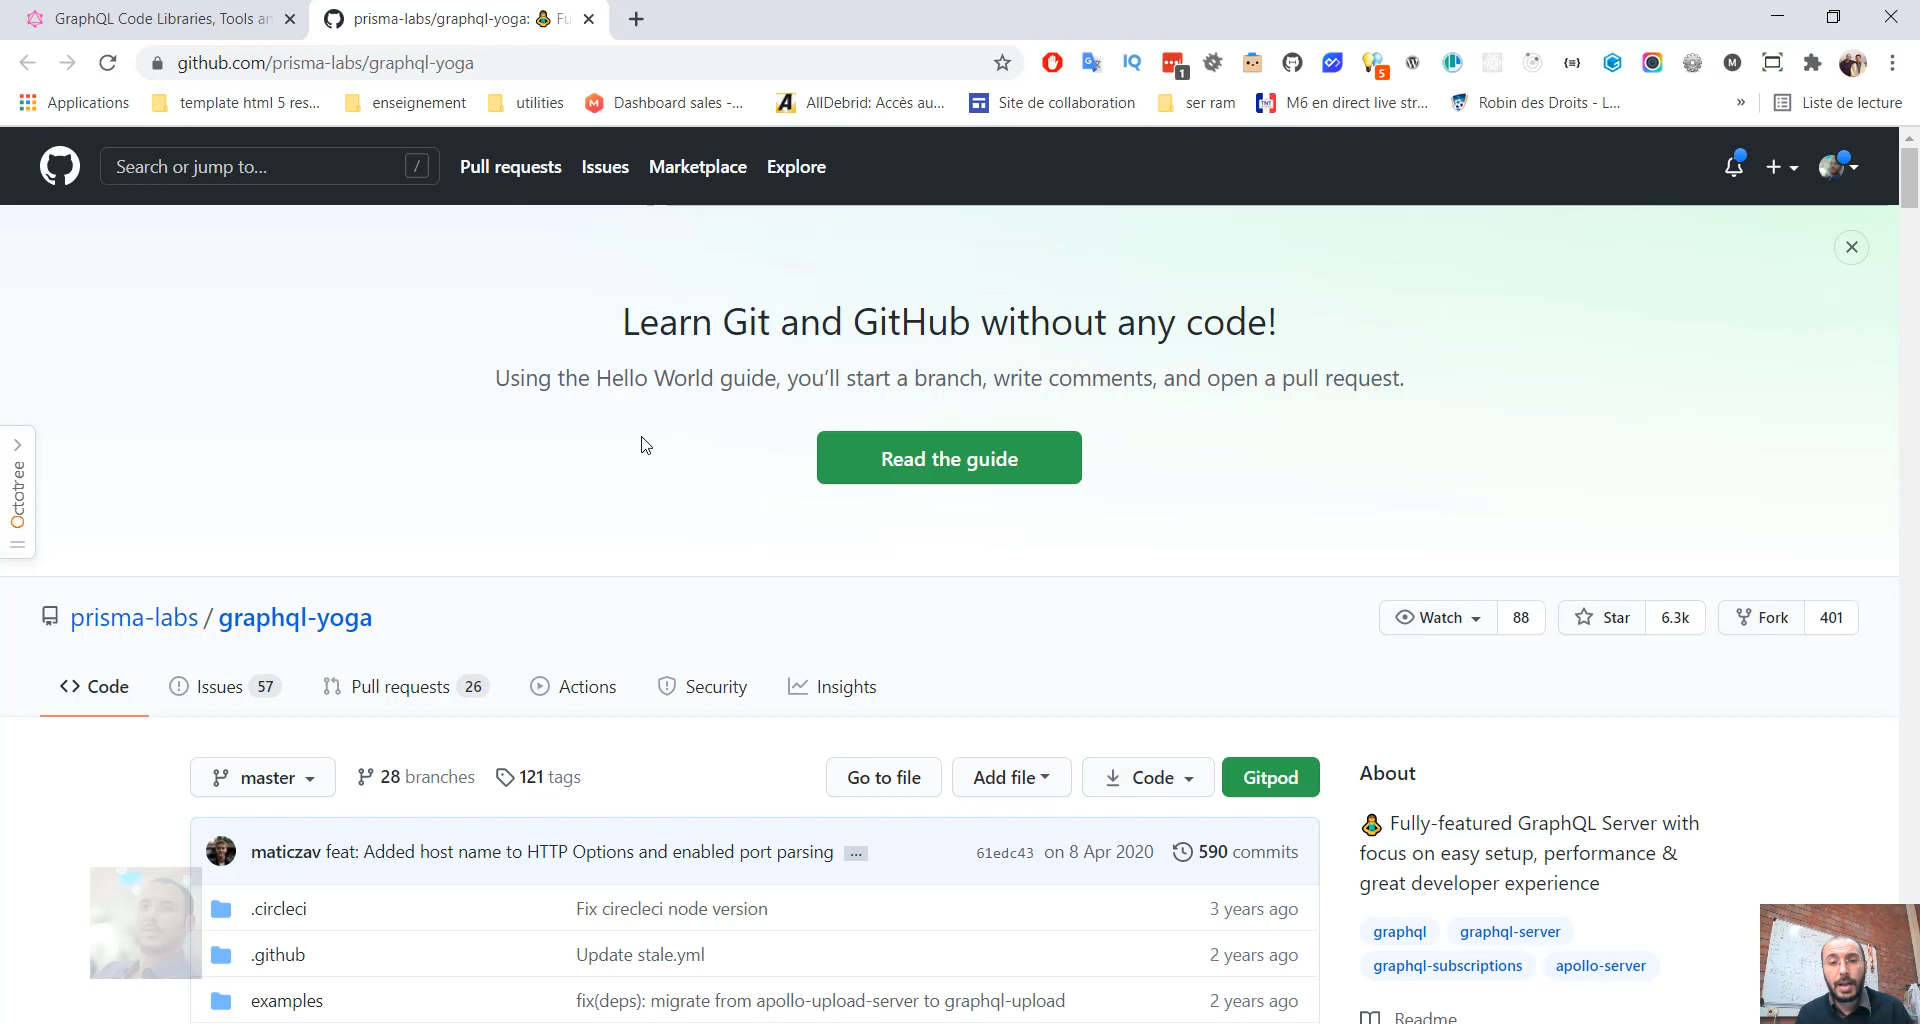 GraphQL Code Libraries, Tools an
prisma-labs/graphql-yoga: Fu
github.com/prisma-labs/graphql-yoga
1
5
M
Applications
template html 5 res...
enseignement
utilities
Dashboard sales -...
AllDebrid: Accès au...
Site de collaboration
ser ram
M6 en direct live str...
Robin des Droits - L...
»
Liste de lecture
Search or jump to...
/
Pull requests
Issues
Marketplace
Explore
Learn Git and GitHub without any code!
Using the Hello World guide, you’ll start a branch, write comments, and open a pull request.
Read the guide
Octotree
prisma-labs / graphql-yoga
Watch 88
Star 6.3k
Fork 401
Code
Issues 57
Pull requests 26
Actions
Security
Insights
master
28 branches
121 tags
Go to file
Add file
Code
Gitpod
maticzav feat: Added host name to HTTP Options and enabled port parsing ...
61edc43 on 8 Apr 2020
590 commits
.circleci
Fix cirecleci node version
3 years ago
.github
Update stale.yml
2 years ago
examples
fix(deps): migrate from apollo-upload-server to graphql-upload
2 years ago
About
Fully-featured GraphQL Server with
focus on easy setup, performance &
great developer experience
graphql
graphql-server
graphql-subscriptions
apollo-server
Readme